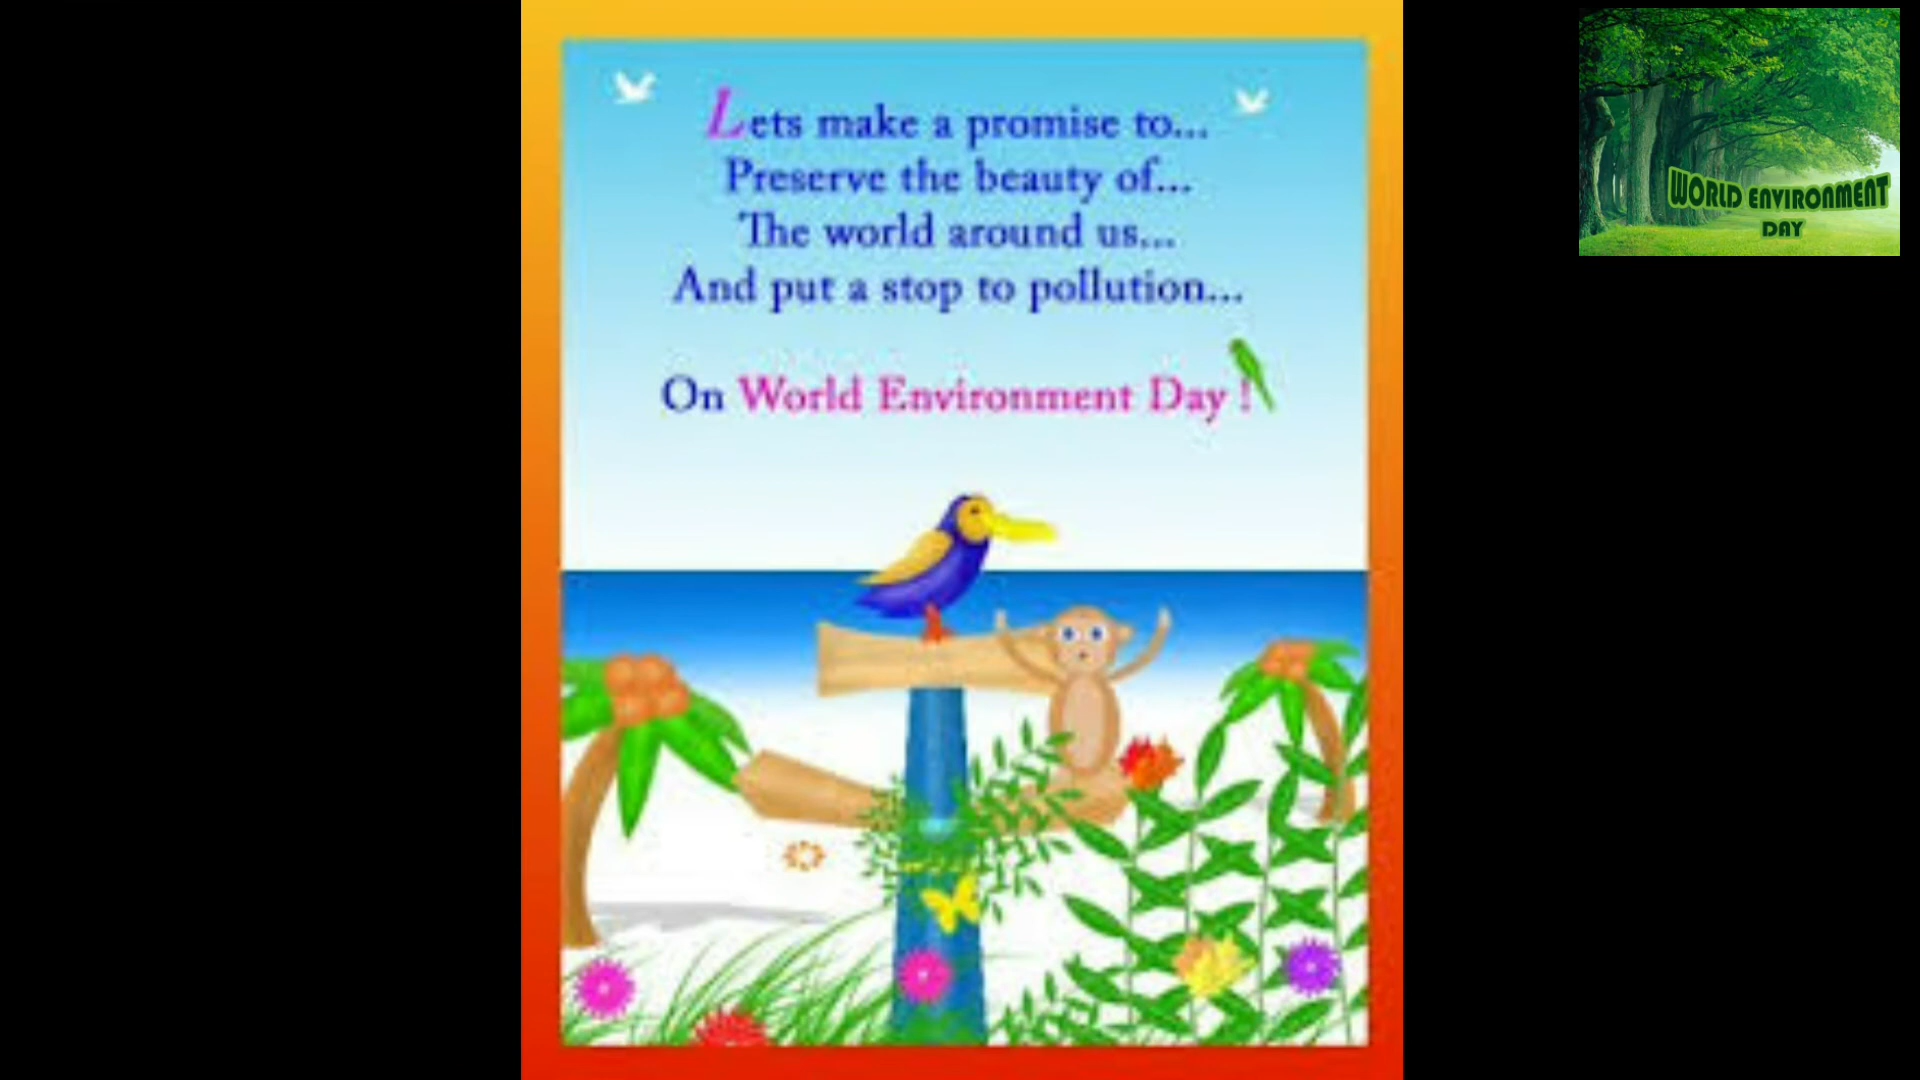 Lets make a promise to...
Preserve the beauty of...
The world around us...
And put a stop to pollution...
On World Environment Day !
WORLD ENVIRONMENT
DAY